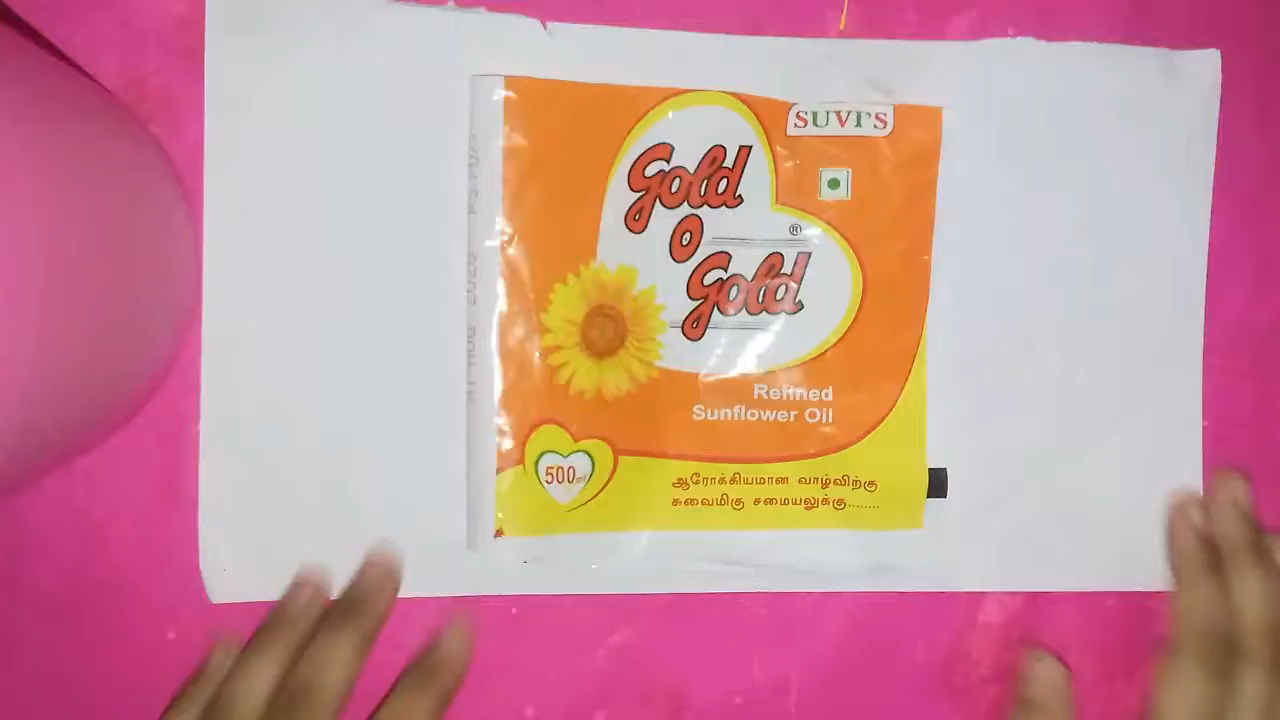 SUVI'S
Gold
O
®
Gold
Refined
Sunflower Oil
500ml
ஆரோக்கியமான வாழ்விற்கு
சுவைமிகு சமையலுக்கு........